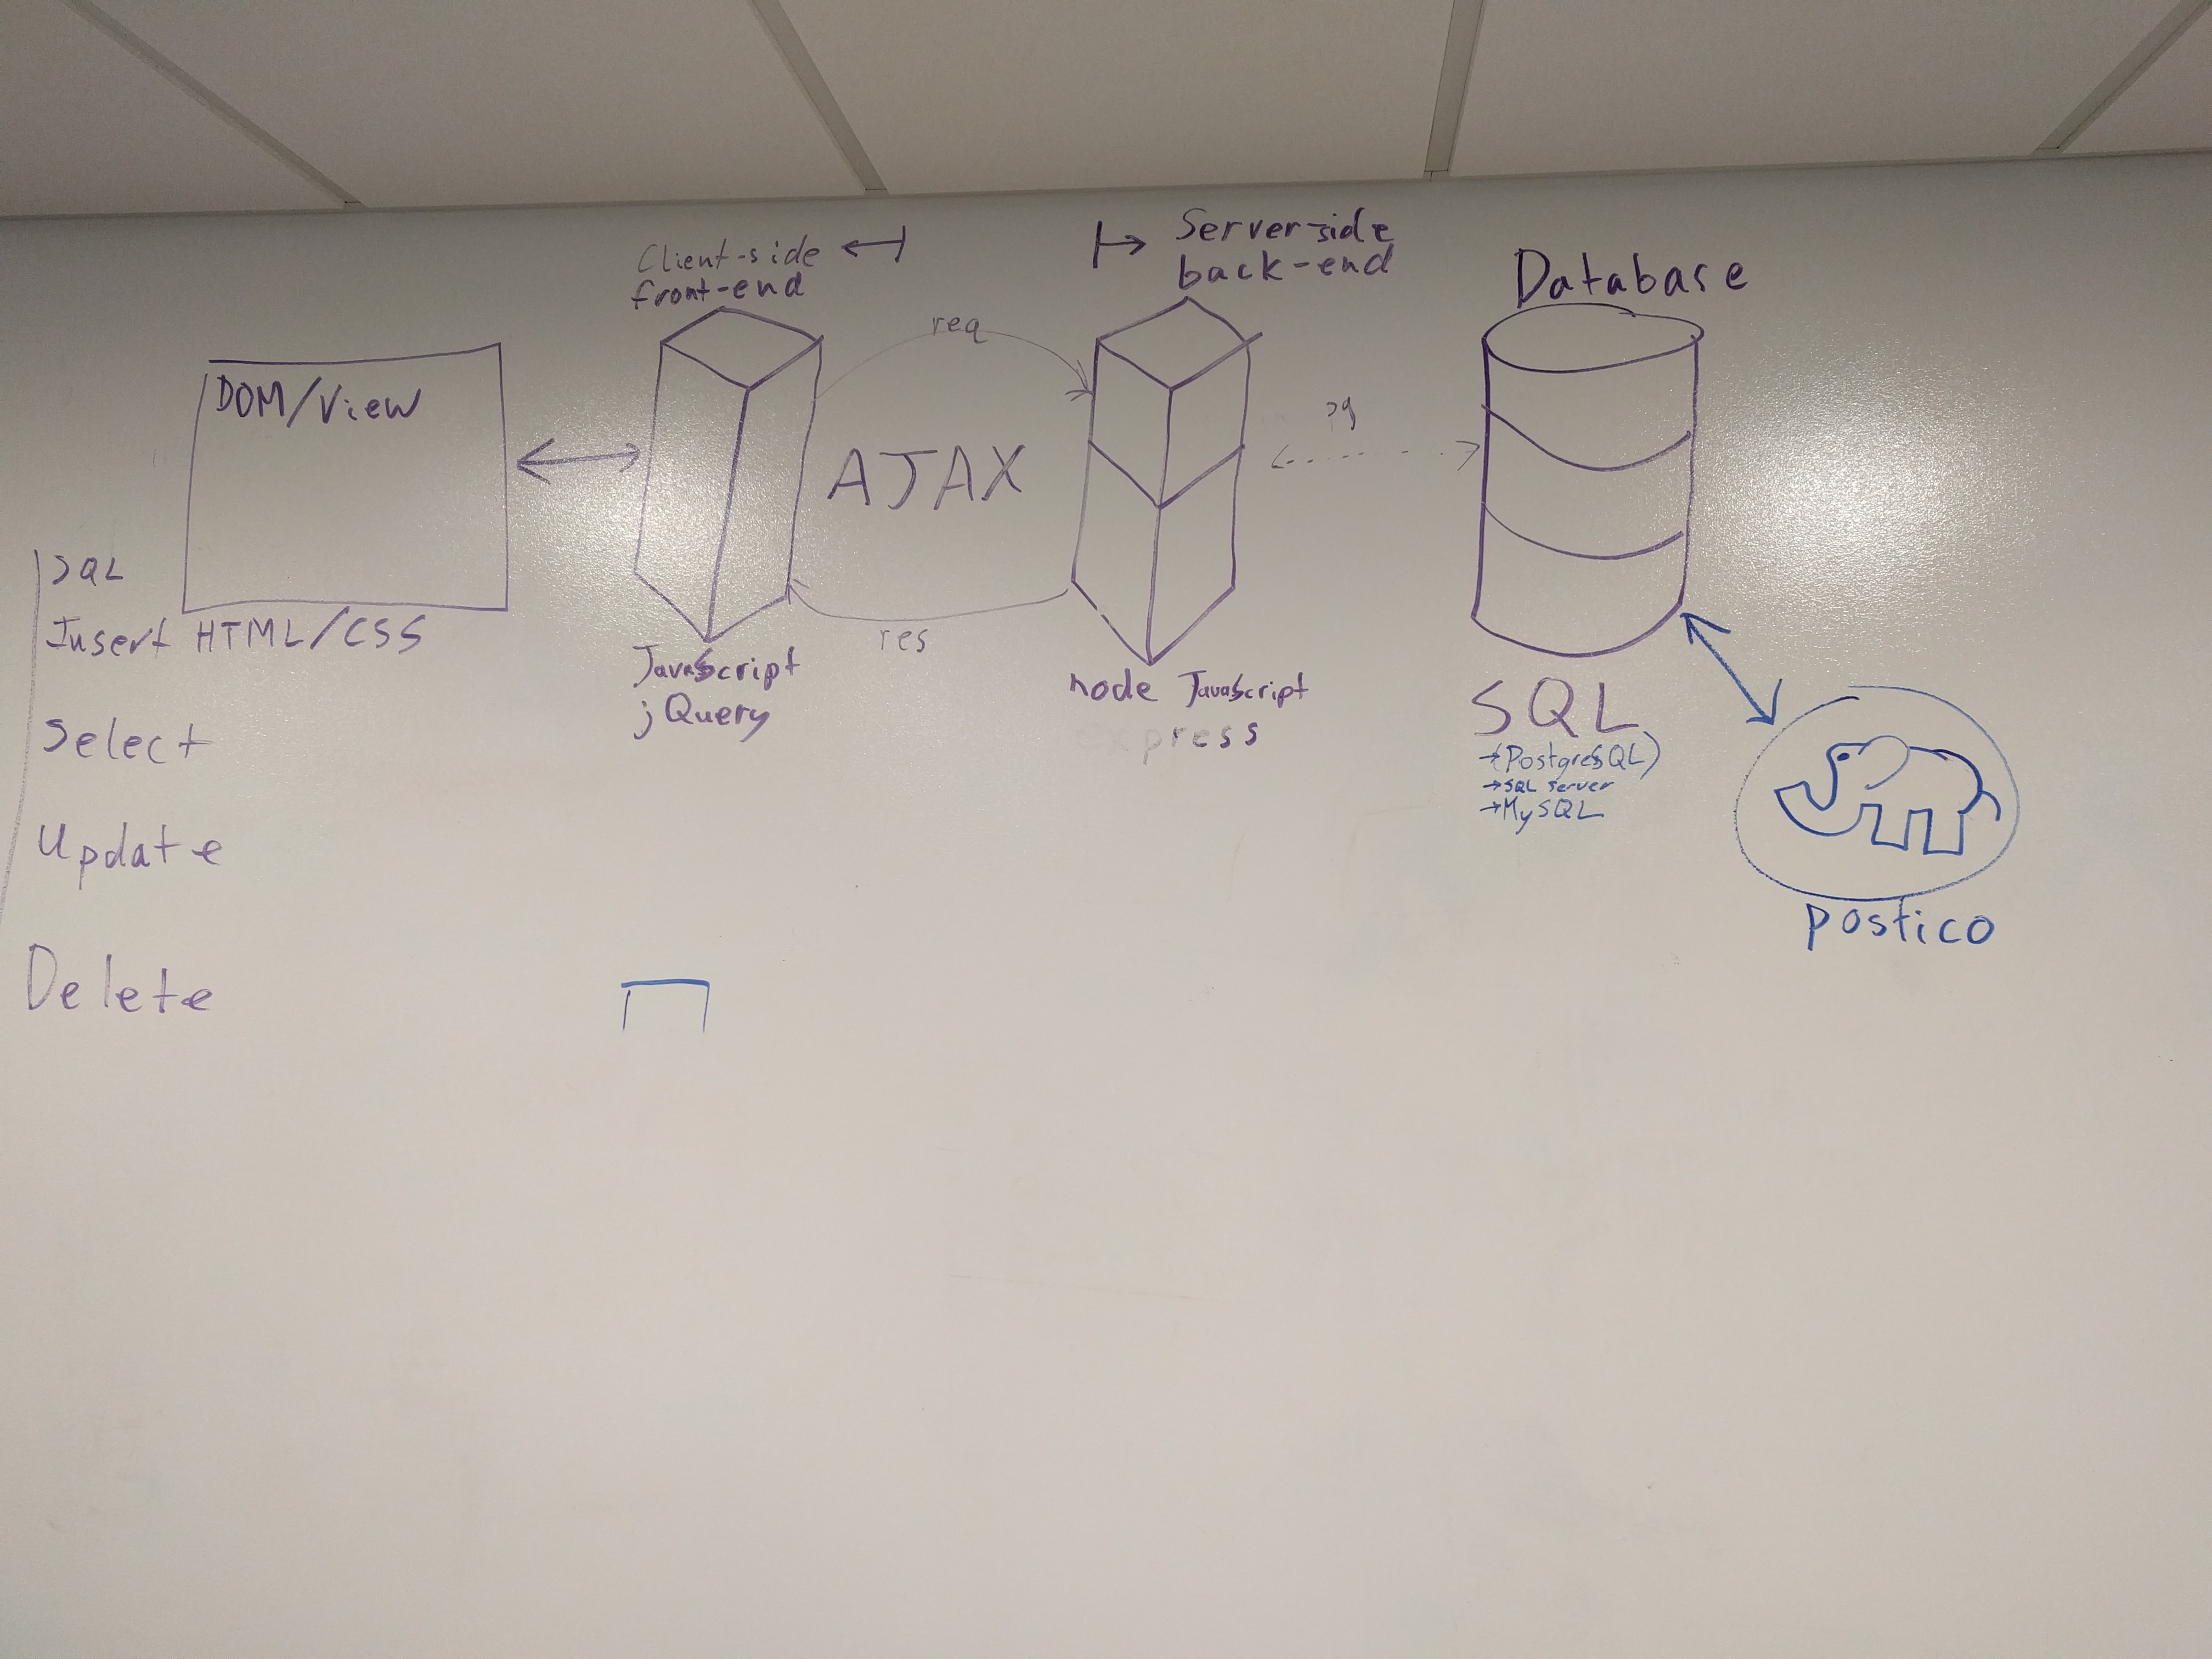 Client-side
front-end
Server-side
back-end
Database
DOM/View
req
AJAX
res
pg
HTML/CSS
JavaScript
jQuery
node JavaScript
express
SQL
→(PostgresQL)
→SQL server
→MySQL
postico
SQL
Insert
Select
Update
Delete